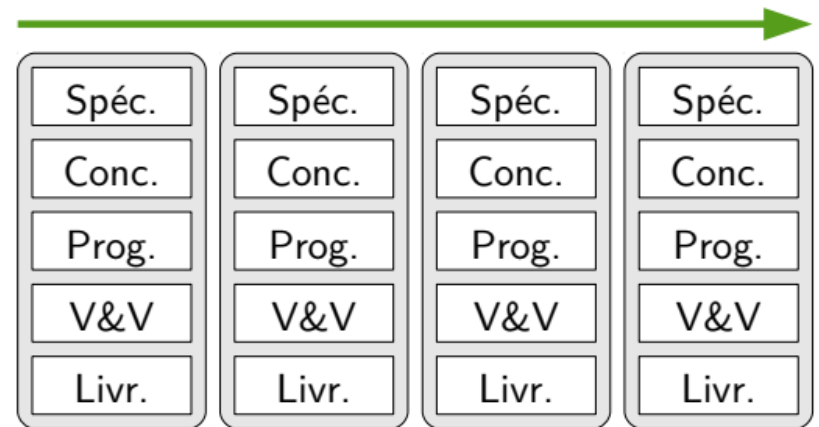 Spéc. Spéc. Spéc. Spéc.
Conc. Conc. Conc. Conc.
Prog. Prog. Prog. Prog.
V&V V&V V&V V&V
Livr. Livr. Livr. Livr.